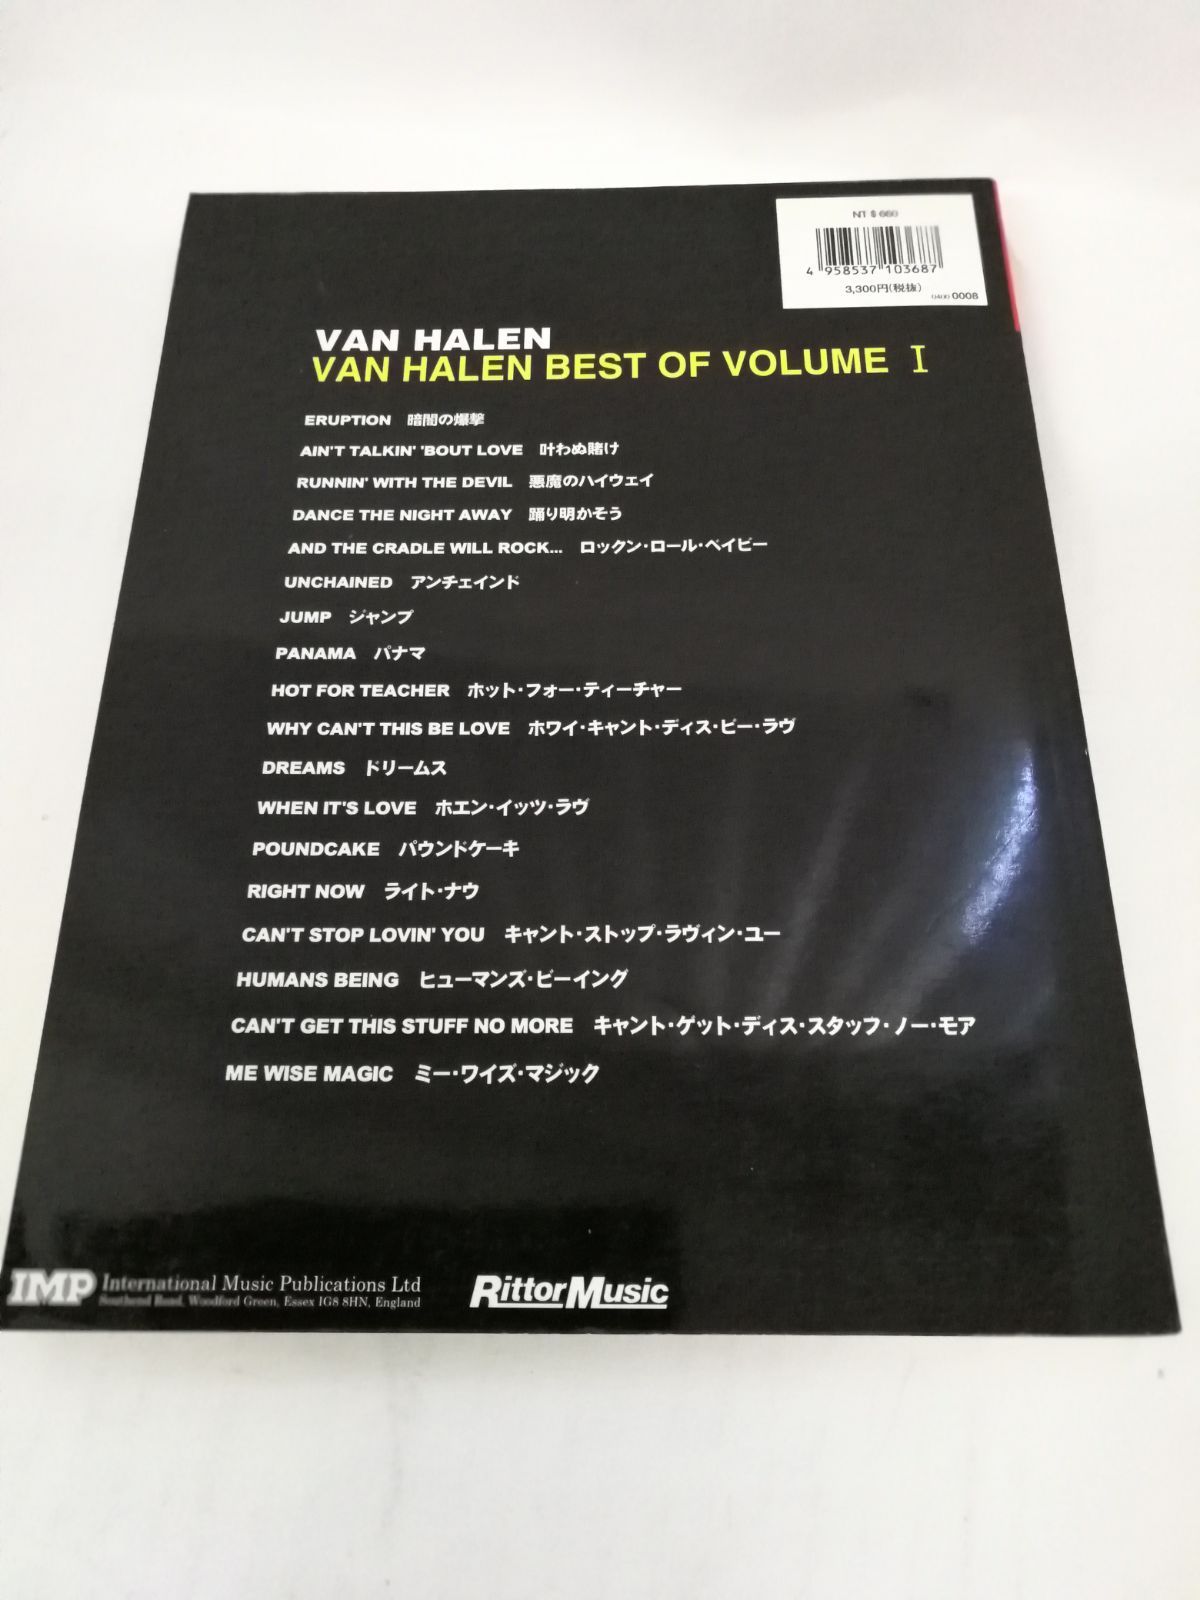 NT $ 660
4 958537 103687
3,300円(税抜)
0008
VAN HALEN
VAN HALEN BEST OF VOLUME Ⅰ
ERUPTION 暗闇の爆撃
AIN'T TALKIN' 'BOUT LOVE 叶わぬ賭け
RUNNIN' WITH THE DEVIL 悪魔のハイウェイ
DANCE THE NIGHT AWAY 踊り明かそう
AND THE CRADLE WILL ROCK... ロックン・ロール・ベイビー
UNCHAINED アンチェインド
JUMP ジャンプ
PANAMA パナマ
HOT FOR TEACHER ホット・フォー・ティーチャー
WHY CAN'T THIS BE LOVE ホワイ・キャント・ディス・ビー・ラヴ
DREAMS ドリームス
WHEN IT'S LOVE ホエン・イッツ・ラヴ
POUNDCAKE パウンドケーキ
RIGHT NOW ライト・ナウ
CAN'T STOP LOVIN' YOU キャント・ストップ・ラヴィン・ユー
HUMANS BEING ヒューマンズ・ビーイング
CAN'T GET THIS STUFF NO MORE キャント・ゲット・ディス・スタッフ・ノー・モア
ME WISE MAGIC ミー・ワイズ・マジック
IMP International Music Publications Ltd
Southend Road, Woodford Green, Essex IG8 8HN, England
RittorMusic